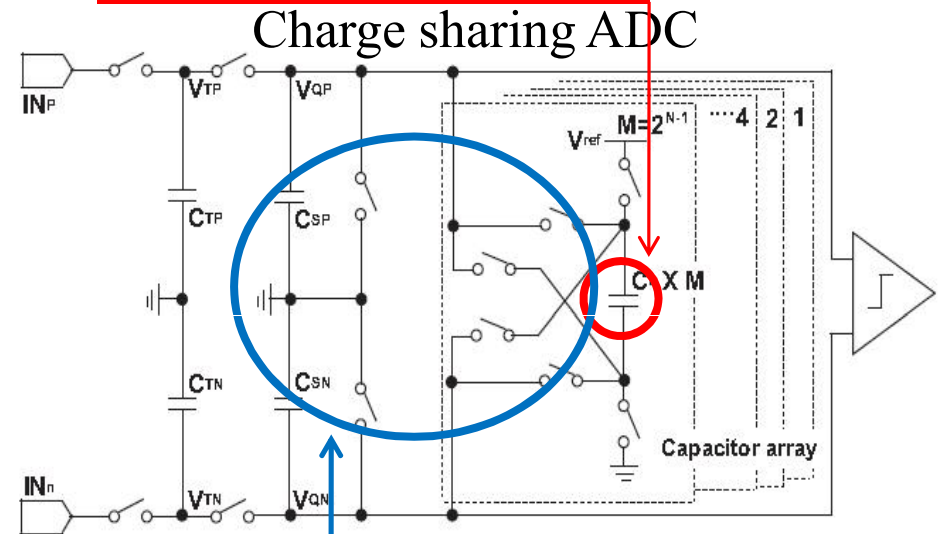 Charge sharing ADC
INP
VTP
VQP
Vref
M=2^N-1
····4
2
1
CTP
CSP
X M
CTN
CSN
Capacitor array
INn
VTN
VQN